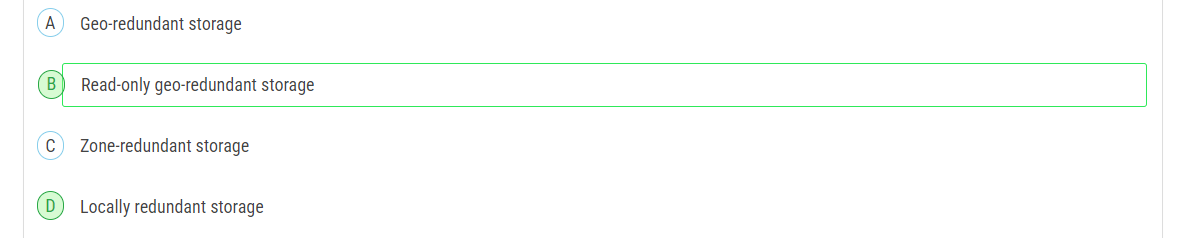 A Geo-redundant storage
B Read-only geo-redundant storage
C Zone-redundant storage
D Locally redundant storage